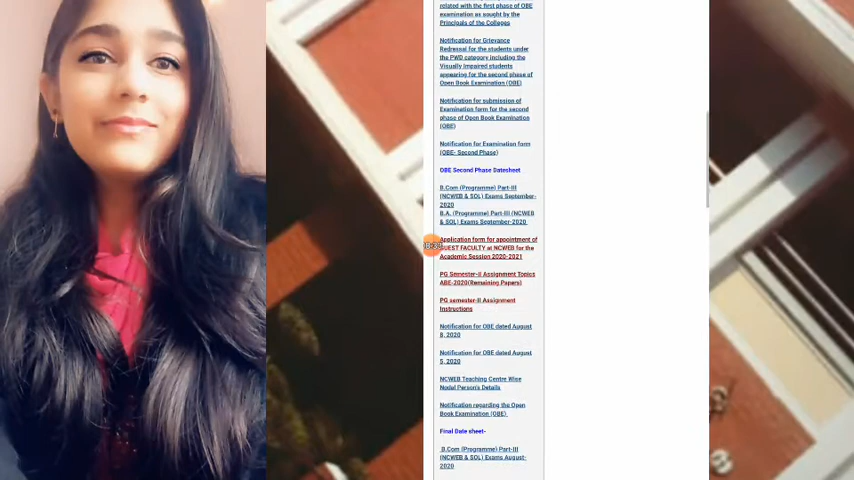 related with the first phase of OBE
examination as sought by the
Principals of the Colleges
Notification for Grievance
Redressal for the students under
the PWD category including the
Visually Impaired students
appearing for the second phase of
Open Book Examination (OBE)
Notification for submission of
Examination form for the second
phase of Open Book Examination
(OBE)
Notification for Examination form
(OBE- Second Phase)
OBE Second Phase Datesheet
B.Com (Programme) Part-III
(NCWEB & SOL) Exams September-
2020
B.A. (Programme) Part-III (NCWEB
& SOL) Exams September-2020
Application form for appointment of
GUEST FACULTY at NCWEB for the
Academic Session 2020-2021
PG Semester-II Assignment Topics
ABE-2020(Remaining Papers)
PG semester-II Assignment
Instructions
Notification for OBE dated August
8, 2020
Notification for OBE dated August
5, 2020
NCWEB Teaching Centre Wise
Nodal Person's Details
Notification regarding the Open
Book Examination (OBE)
Final Date sheet-
B.Com (Programme) Part-III
(NCWEB & SOL) Exams August-
2020